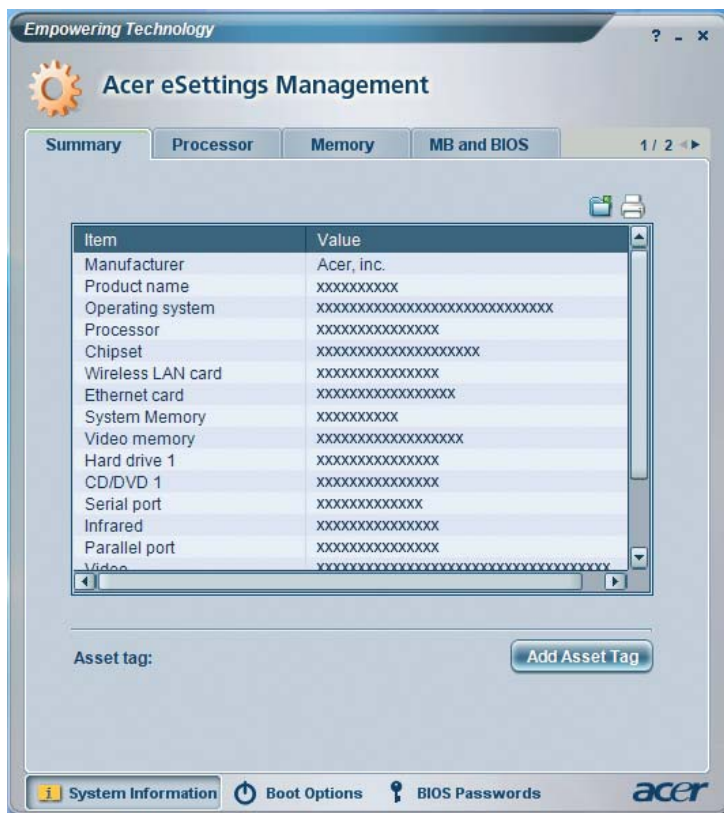 Empowering Technology
? - x
Acer eSettings Management
Summary Processor Memory MB and BIOS 1 / 2
Item Value
Manufacturer Acer, inc.
Product name xxxxxxxxxx
Operating system xxxxxxxxxxxxxxxxxxxxxxxxxxxxx
Processor xxxxxxxxxxxxxxx
Chipset xxxxxxxxxxxxxxxxxxxx
Wireless LAN card xxxxxxxxxxxxxxx
Ethernet card xxxxxxxxxxxxxxxxx
System Memory xxxxxxxxxx
Video memory xxxxxxxxxxxxxxxxxx
Hard drive 1 xxxxxxxxxxxxxxx
CD/DVD 1 xxxxxxxxxxxxxxx
Serial port xxxxxxxxxxxxx
Infrared xxxxxxxxxxxxxxx
Parallel port xxxxxxxxxxxxxxx
Video xxxxxxxxxxxxxxxxxxxxxxxxxxxxxxxxxxxx
Asset tag: Add Asset Tag
System Information Boot Options BIOS Passwords acer